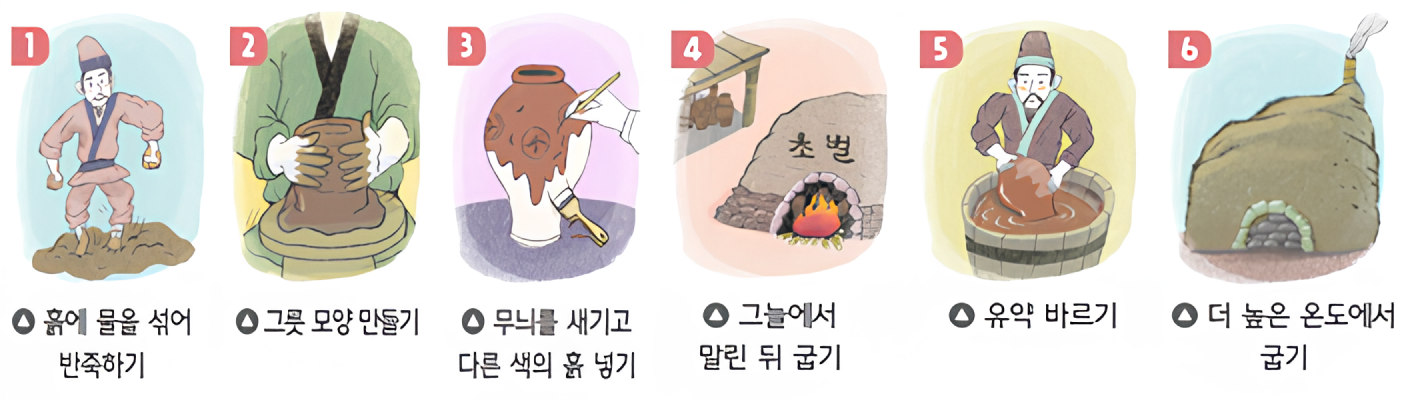 1
흙에 물을 섞어
반죽하기
2
그릇 모양 만들기
3
무늬를 새기고
다른 색의 흙 넣기
4
초벌
그늘에서
말린 뒤 굽기
5
유약 바르기
6
더 높은 온도에서
굽기